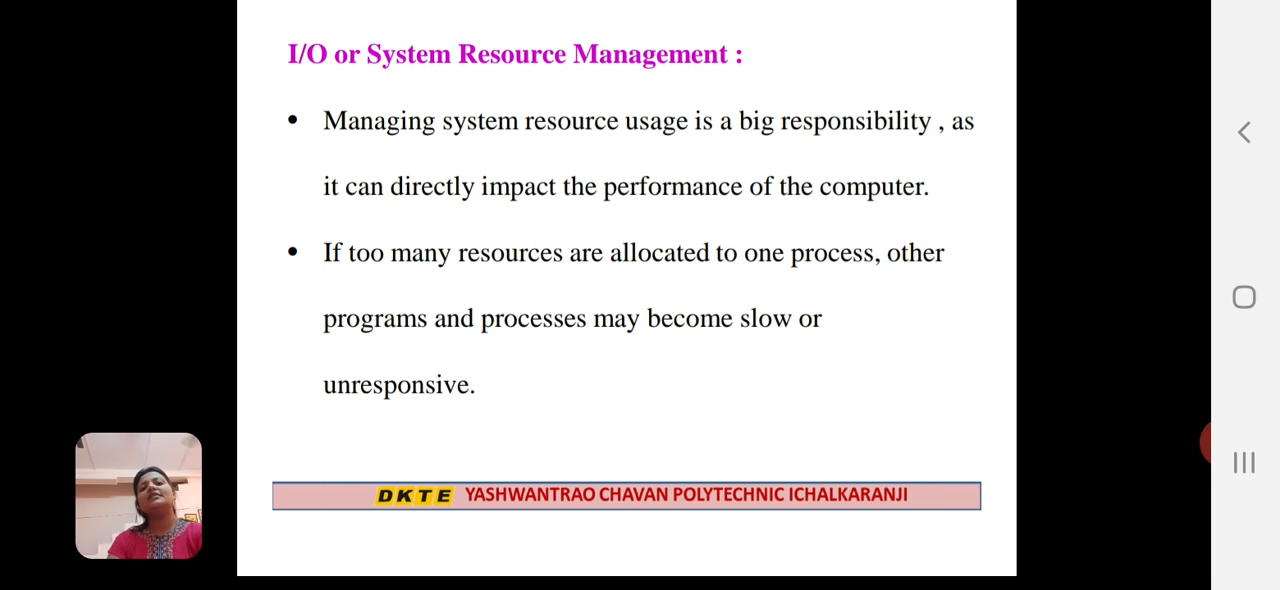 I/O or System Resource Management :
• Managing system resource usage is a big responsibility , as
it can directly impact the performance of the computer.
• If too many resources are allocated to one process, other
programs and processes may become slow or
unresponsive.
DKTE YASHWANTRAO CHAVAN POLYTECHNIC ICHALKARANJI